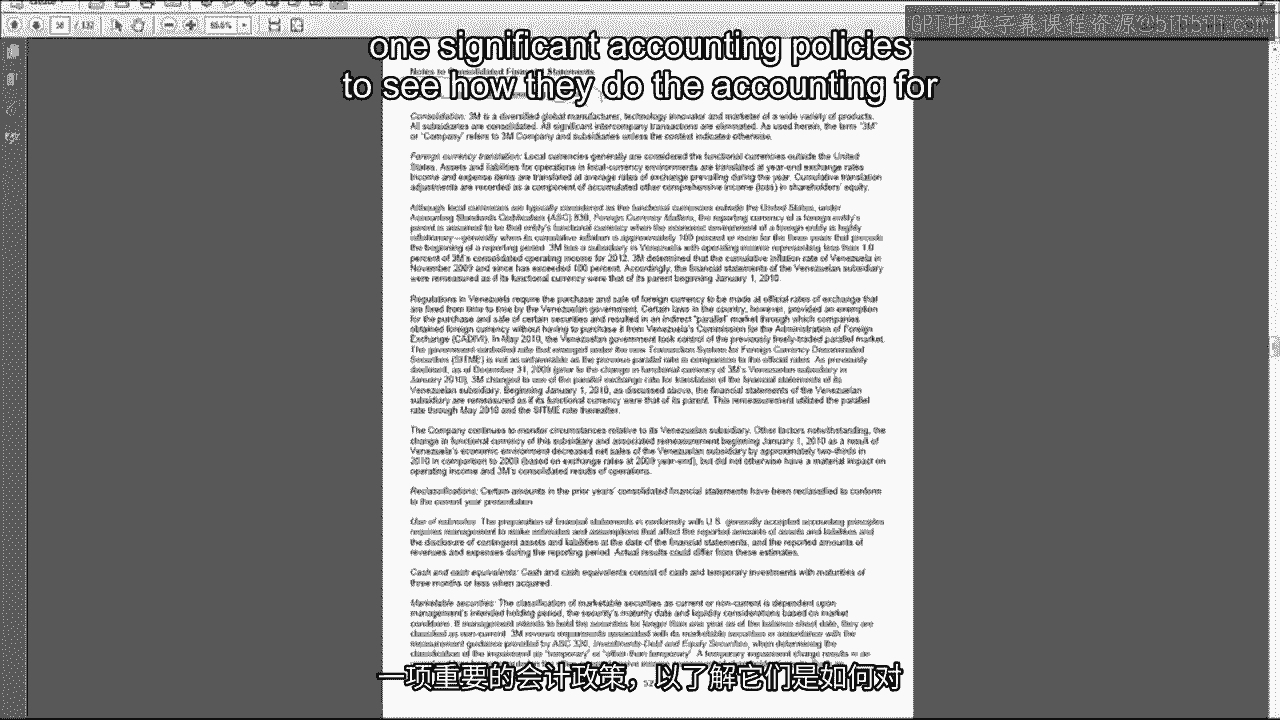 56 / 132
GPT中英字幕课程资源@bilibili.com
one significant accounting policies
to see how they do the accounting for
Notes to Consolidated Financial Statements
Consolidation: 3M is a diversified global manufacturer, technology innovator and marketer of a wide variety of products.
All subsidiaries are consolidated. All significant intercompany transactions are eliminated. As used herein, the term "3M"
or "Company" refers to 3M Company and subsidiaries unless the context indicates otherwise.
Foreign currency translation: Local currencies generally are considered the functional currencies outside the United
States. Assets and liabilities for operations in local-currency environments are translated at year-end exchange rates.
Income and expense items are translated at average rates of exchange prevailing during the year. Cumulative translation
adjustments are recorded as a component of accumulated other comprehensive income (loss) in shareholders' equity.
Although local currencies are typically considered as the functional currencies outside the United States, under
Accounting Standards Codification (ASC) 830, Foreign Currency Matters, the reporting currency of a foreign entity's
parent is assumed to be that entity's functional currency when the economic environment of a foreign entity is highly
inflationary—generally when its cumulative inflation is approximately 100 percent or more for the three years that precede
the beginning of a reporting period. 3M has a subsidiary in Venezuela with operating income representing less than 1.0
percent of 3M's consolidated operating income for 2012. 3M determined that the cumulative inflation rate of Venezuela in
November 2009 and since has exceeded 100 percent. Accordingly, the financial statements of the Venezuelan subsidiary
were remeasured as if its functional currency were that of its parent beginning January 1, 2010.
Regulations in Venezuela require the purchase and sale of foreign currency to be made at official rates of exchange that
are fixed from time to time by the Venezuelan government. Certain laws in the country, however, provided an exemption
for the purchase and sale of certain securities and resulted in an indirect "parallel" market through which companies
obtained foreign currency without having to purchase it from Venezuela's Commission for the Administration of Foreign
Exchange (CADIVI). In May 2010, the Venezuelan government took control of the previously freely-traded parallel market.
The government-controlled rate that emerged under the new Transaction System for Foreign Currency Denominated
Securities (SITME) is not as unfavorable as the previous parallel rate in comparison to the official rates. As previously
disclosed, as of December 31, 2009 (prior to the change in functional currency of 3M's Venezuelan subsidiary in
January 2010), 3M changed to use of the parallel exchange rate for translation of the financial statements of its
Venezuelan subsidiary. Beginning January 1, 2010, as discussed above, the financial statements of the Venezuelan
subsidiary are remeasured as if its functional currency were that of its parent. This remeasurement utilized the parallel
rate through May 2010 and the SITME rate thereafter.
The Company continues to monitor circumstances relative to its Venezuelan subsidiary. Other factors notwithstanding, the
change in functional currency of this subsidiary and associated remeasurement beginning January 1, 2010 as a result of
Venezuela's economic environment decreased net sales of the Venezuelan subsidiary by approximately two-thirds in
2010 in comparison to 2009 (based on exchange rates at 2009 year-end), but did not otherwise have a material impact on
operating income and 3M's consolidated results of operations.
Reclassifications: Certain amounts in the prior years' consolidated financial statements have been reclassified to conform
to the current year presentation.
Use of estimates: The preparation of financial statements in conformity with U.S. generally accepted accounting principles
requires management to make estimates and assumptions that affect the reported amounts of assets and liabilities and
the disclosure of contingent assets and liabilities at the date of the financial statements, and the reported amounts of
revenues and expenses during the reporting period. Actual results could differ from these estimates.
Cash and cash equivalents: Cash and cash equivalents consist of cash and temporary investments with maturities of
three months or less when acquired.
Marketable securities: The classification of marketable securities as current or non-current is dependent upon
management's intended holding period, the security's maturity date and liquidity considerations based on market
conditions. If management intends to hold the securities for longer than one year as of the balance sheet date, they are
classified as non-current. 3M reviews impairments associated with its marketable securities in accordance with the
measurement guidance provided by ASC 320, Investments-Debt and Equity Securities, when determining the
classification of the impairment as "temporary" or "other-than-temporary". A temporary impairment charge results in an
一项重要的会计政策，以了解它们是如何对